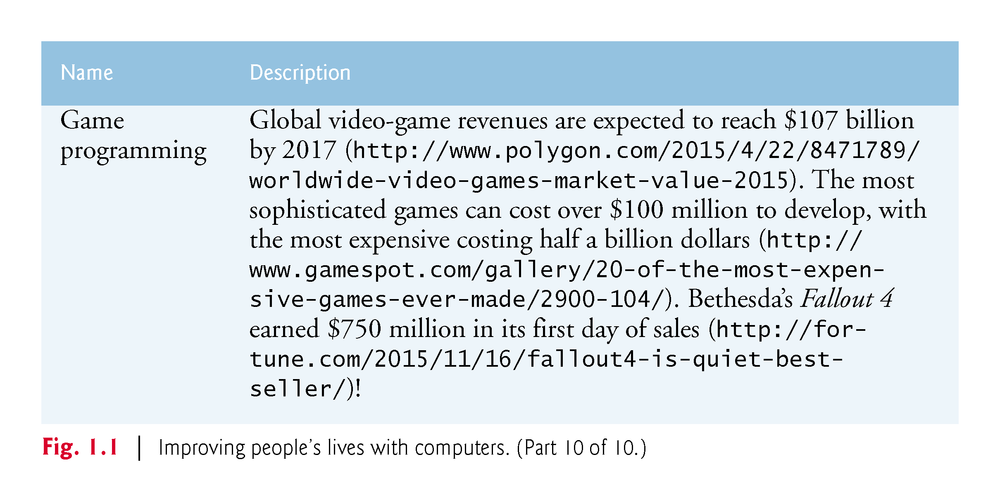 Name Description
Game Global video-game revenues are expected to reach $107 billion
programming by 2017 (http://www.polygon.com/2015/4/22/8471789/
worldwide-video-games-market-value-2015). The most
sophisticated games can cost over $100 million to develop, with
the most expensive costing half a billion dollars (http://
www.gamespot.com/gallery/20-of-the-most-expen-
sive-games-ever-made/2900-104/). Bethesda’s Fallout 4
earned $750 million in its first day of sales (http://for-
tune.com/2015/11/16/fallout4-is-quiet-best-
seller/)!
Fig. 1.1 | Improving people’s lives with computers. (Part 10 of 10.)